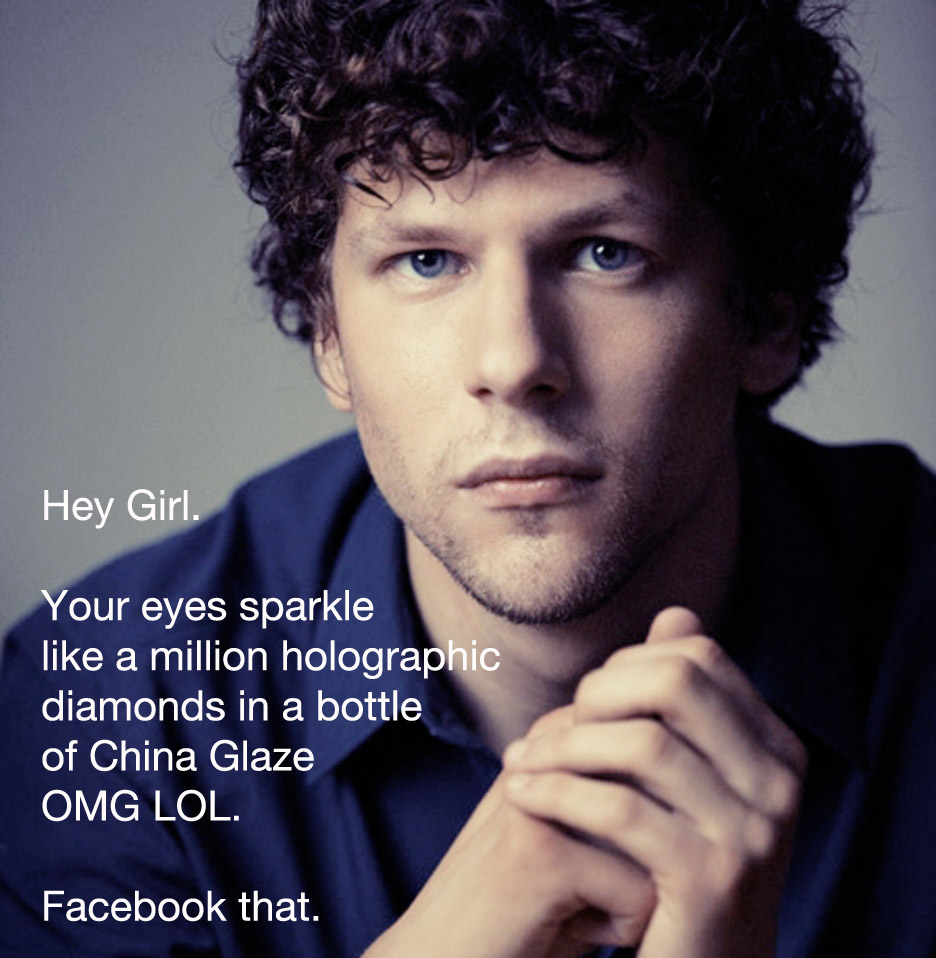 Hey Girl.
Your eyes sparkle
like a million holographic
diamonds in a bottle
of China Glaze
OMG LOL.
Facebook that.